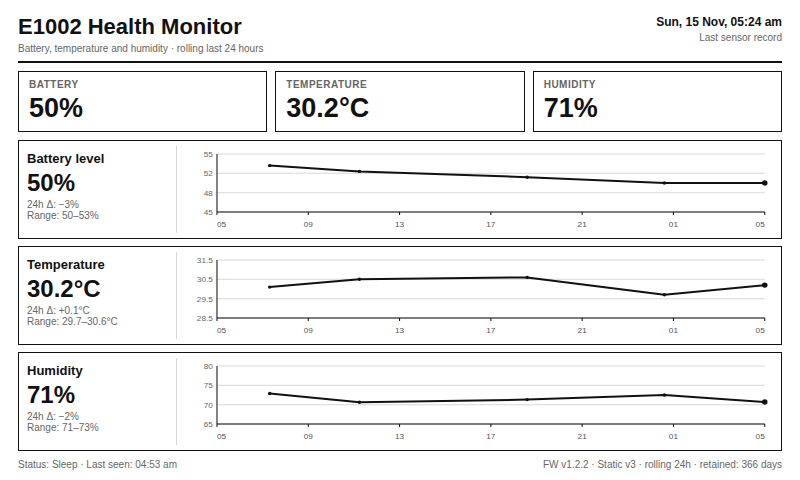 E1002 Health Monitor
Sun, 15 Nov, 05:24 am
Battery, temperature and humidity · rolling last 24 hours
Last sensor record
BATTERY
50%
TEMPERATURE
30.2°C
HUMIDITY
71%
Battery level
50%
24h Δ: −3%
Range: 50–53%
55
52
48
45
05 09 13 17 21 01 05
Temperature
30.2°C
24h Δ: +0.1°C
Range: 29.7–30.6°C
31.5
30.5
29.5
28.5
05 09 13 17 21 01 05
Humidity
71%
24h Δ: −2%
Range: 71–73%
80
75
70
65
05 09 13 17 21 01 05
Status: Sleep · Last seen: 04:53 am
FW v1.2.2 · Static v3 · rolling 24h · retained: 366 days